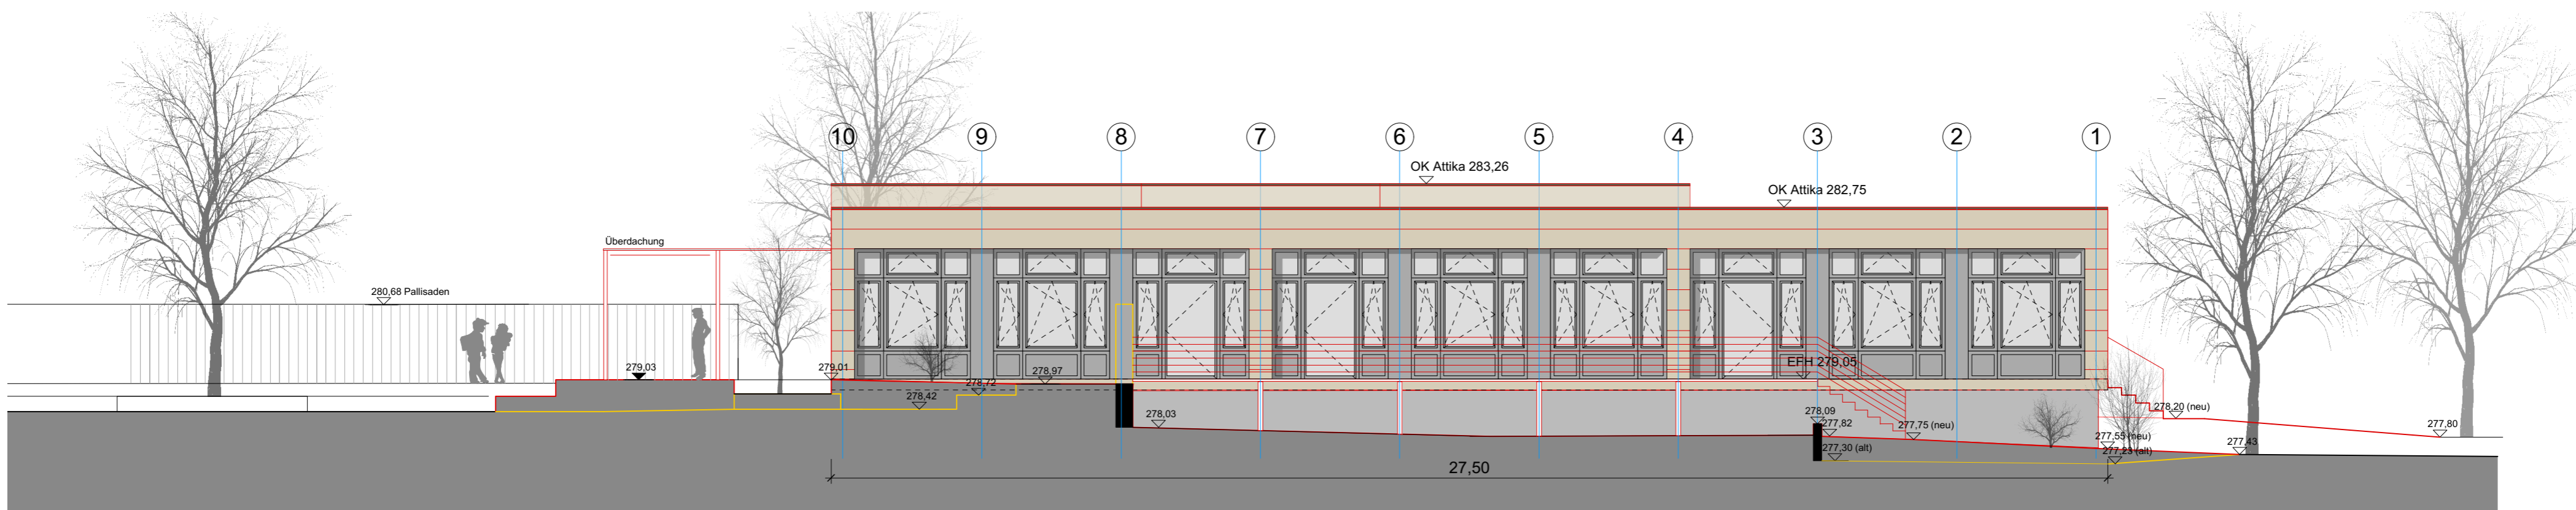 10 9 8 7 6 5 4 3 2 1
OK Attika 283,26
OK Attika 282,75
Überdachung
280,68 Pallisaden
279,03
279,01
278,97
278,72
278,42
EFH 279,05
278,03
278,09
277,82
277,75 (neu)
277,30 (alt)
278,20 (neu)
277,80
277,55 (neu)
277,43
277,23 (alt)
27,50